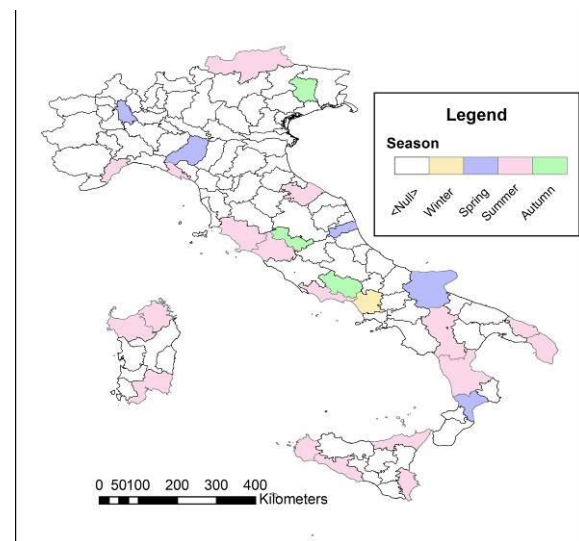 Legend
Season
<Null>
Winter
Spring
Summer
Autumn
0 50100 200 300 400
Kilometers